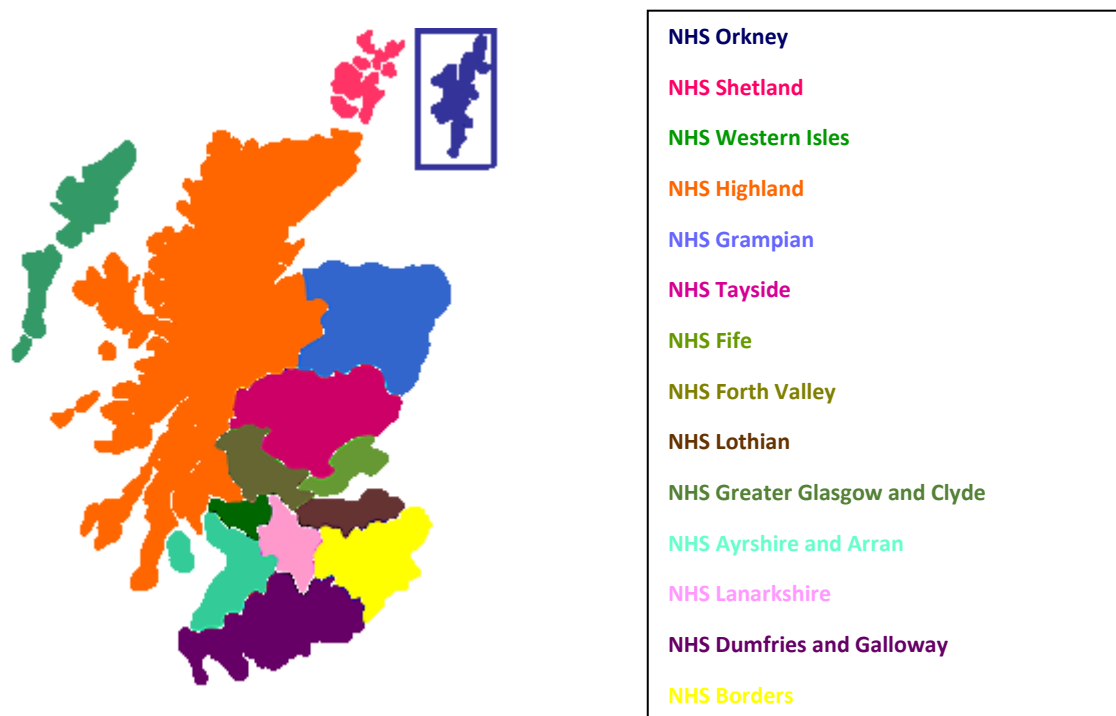 NHS Orkney
NHS Shetland
NHS Western Isles
NHS Highland
NHS Grampian
NHS Tayside
NHS Fife
NHS Forth Valley
NHS Lothian
NHS Greater Glasgow and Clyde
NHS Ayrshire and Arran
NHS Lanarkshire
NHS Dumfries and Galloway
NHS Borders